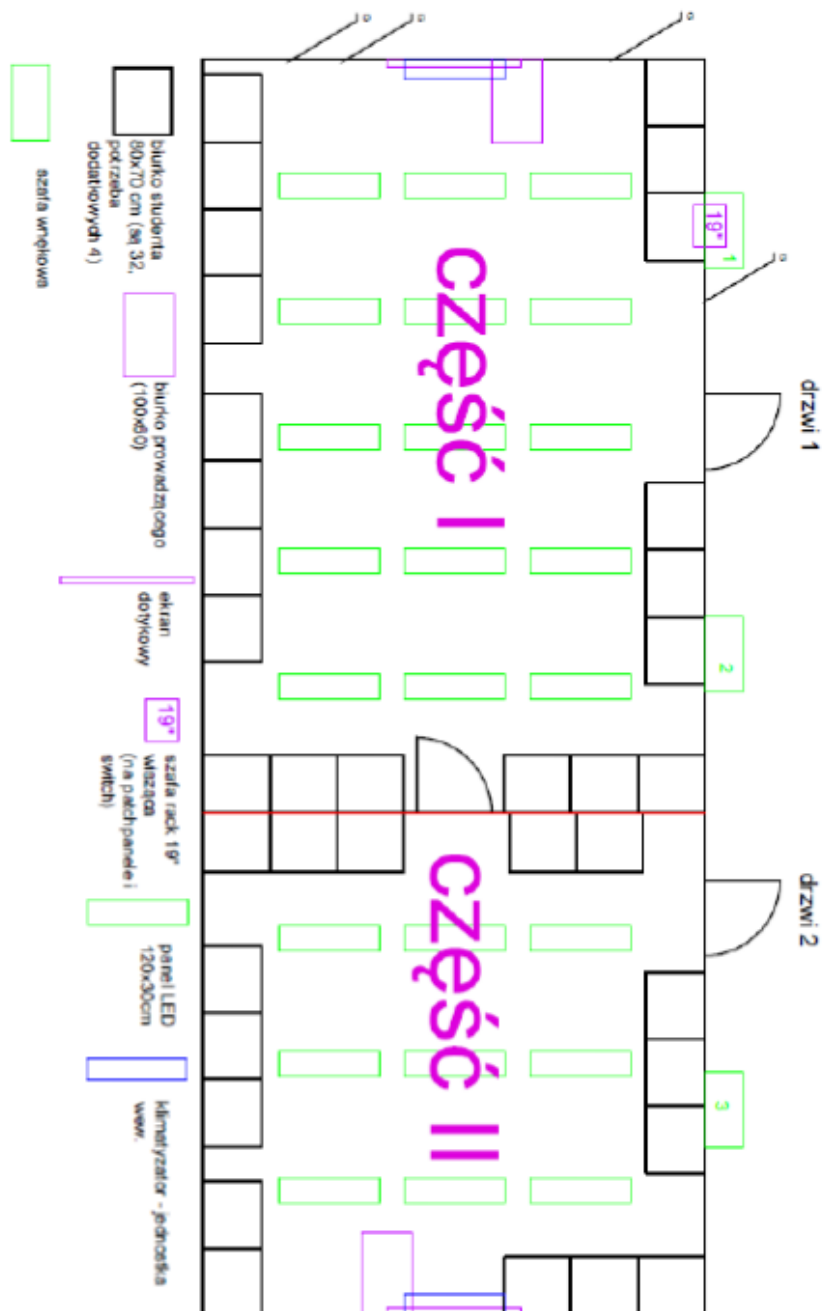 drzwi 1
drzwi 2
19"
1
2
3
część I
część II
biurko studenta
80x70 cm (są 32,
potrzeba
dodatkowych 4)
biurko prowadzącego
(100x60)
ekran
dotykowy
19"
szafa rack 19"
wisząca
(na patchpanele i
switch)
panel LED
120x30cm
klimatyzator - jednostka
wew.
szafa wnękowa